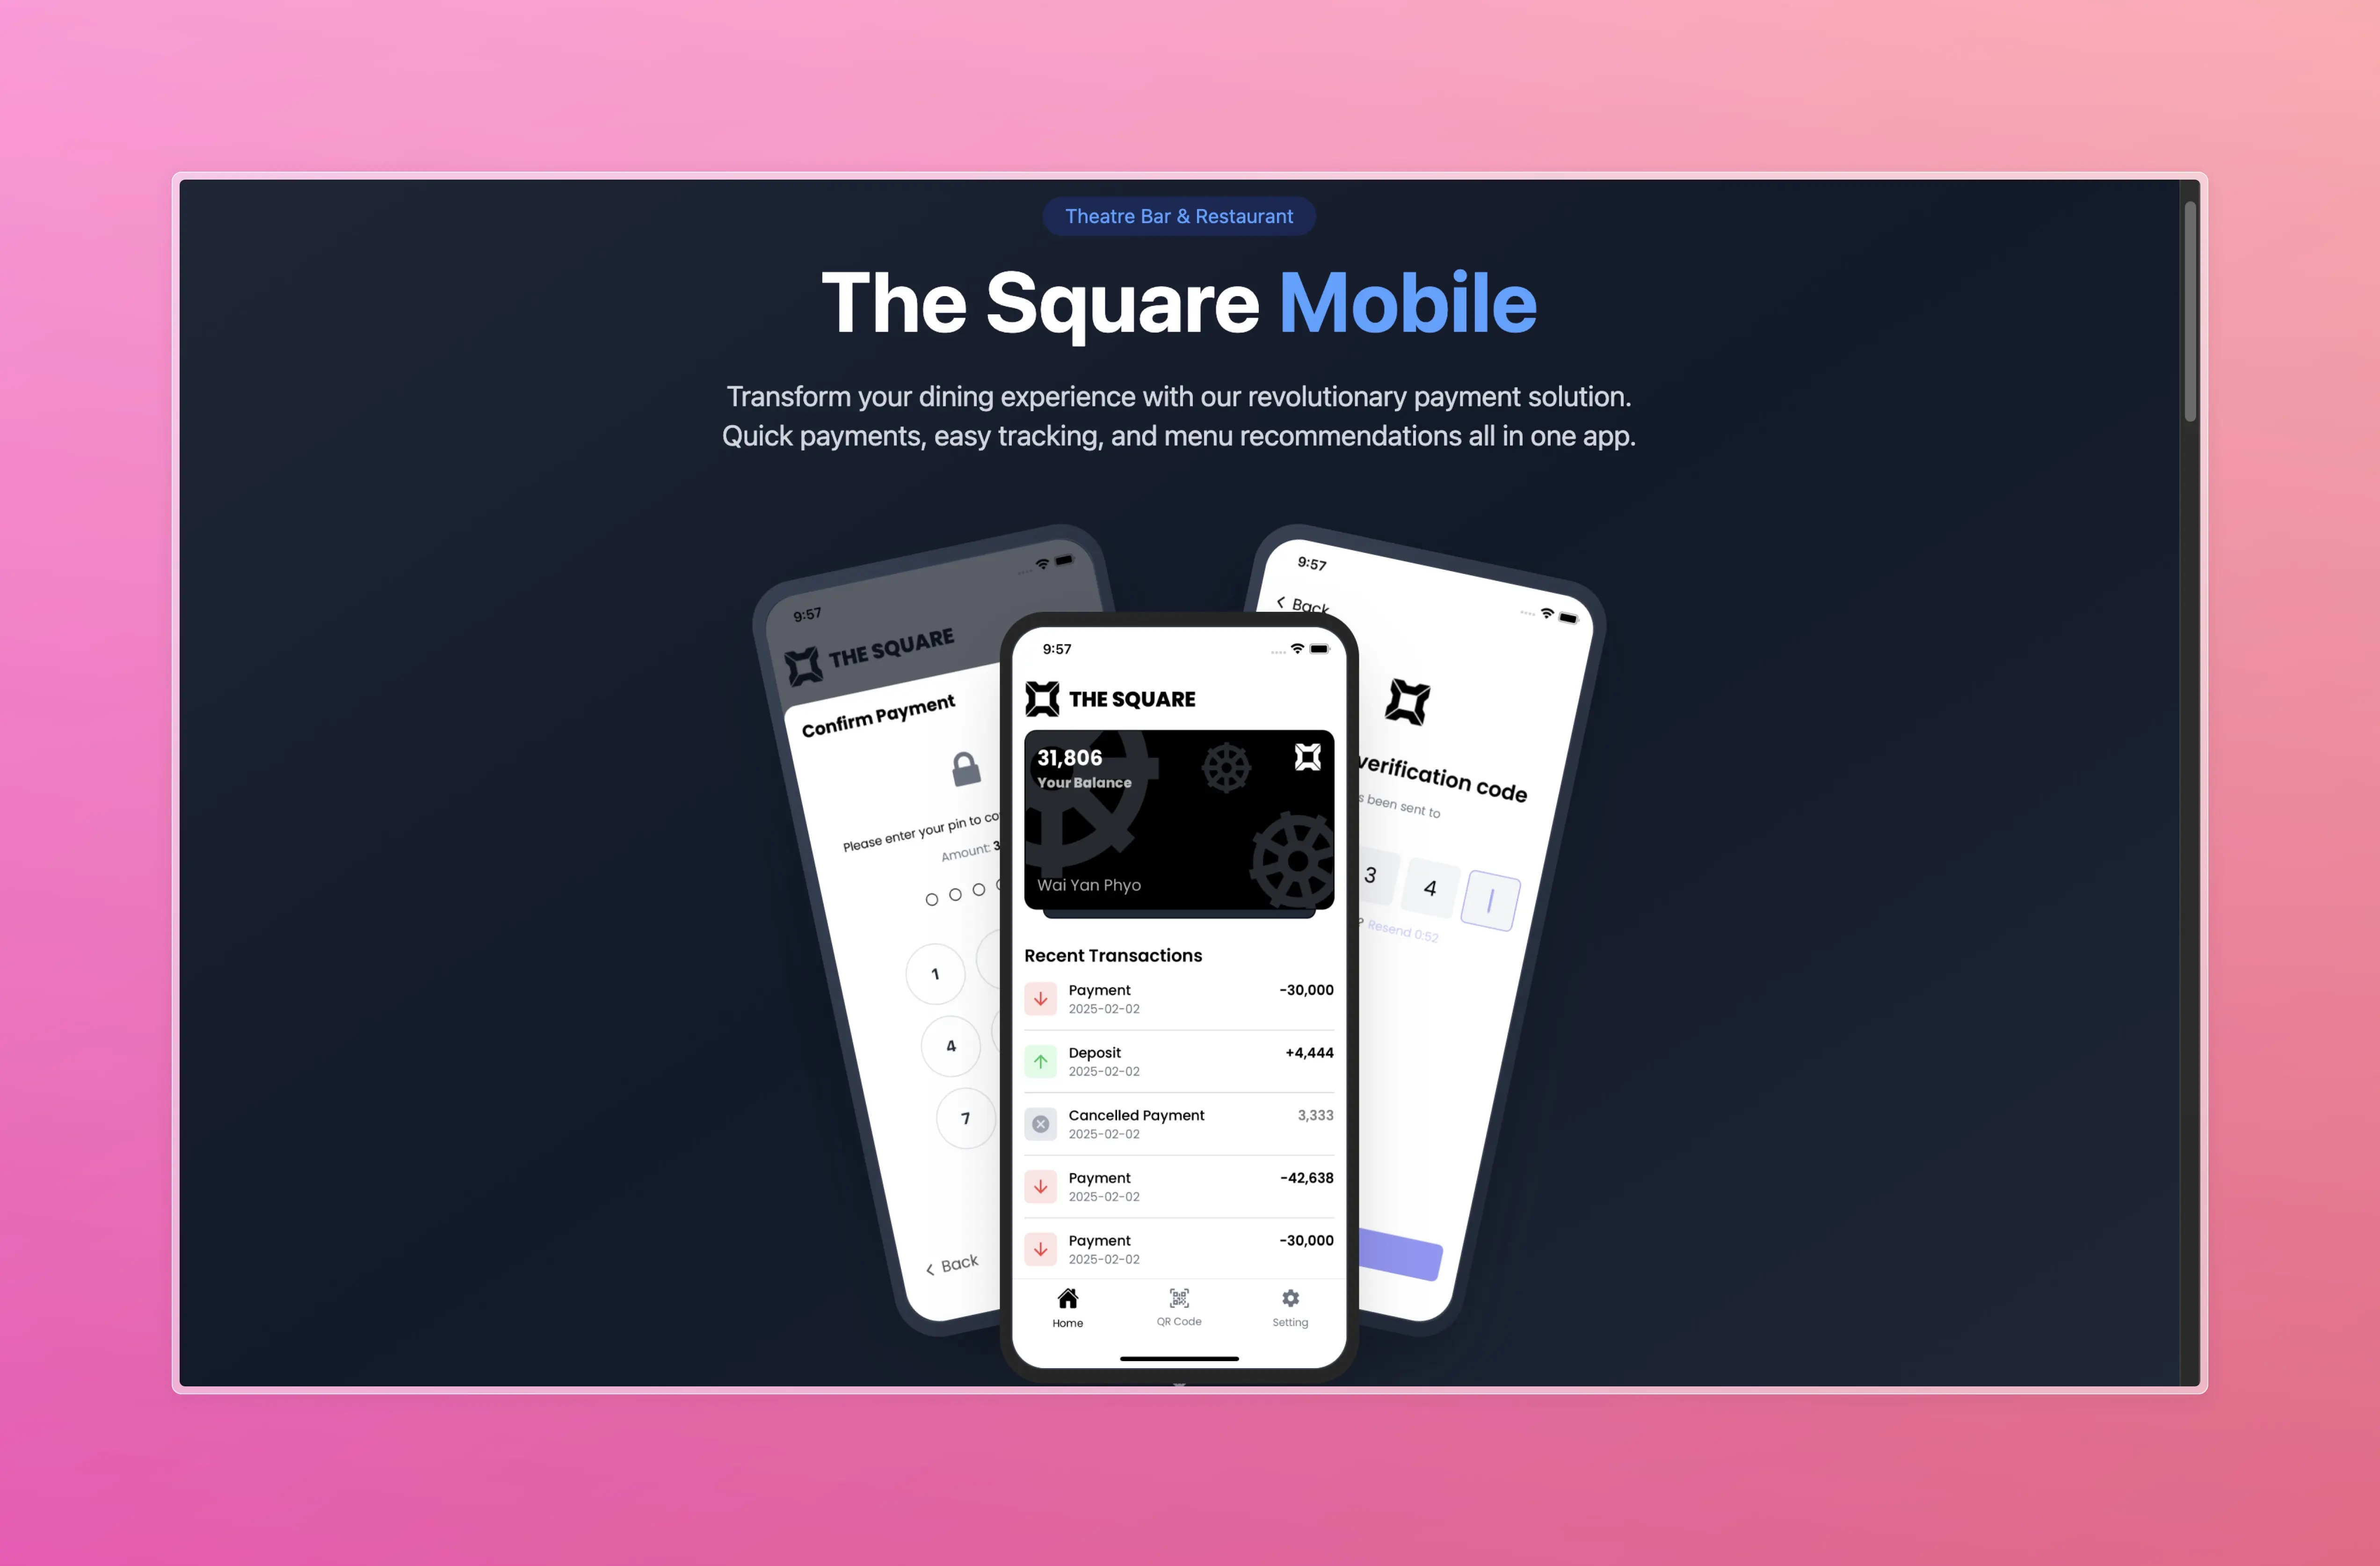 Theatre Bar & Restaurant
The Square Mobile
Transform your dining experience with our revolutionary payment solution.
Quick payments, easy tracking, and menu recommendations all in one app.
9:57
THE SQUARE
Confirm Payment
Please enter your pin to
Amount:
1
4
7
Back
9:57
THE SQUARE
31,806
Your Balance
Wai Yan Phyo
Recent Transactions
Payment
-30,000
2025-02-02
Deposit
+4,444
2025-02-02
Cancelled Payment
3,333
2025-02-02
Payment
-42,638
2025-02-02
Payment
-30,000
2025-02-02
Home
QR Code
Setting
9:57
Back
verification code
been sent to
3 4
? Resend 0:52